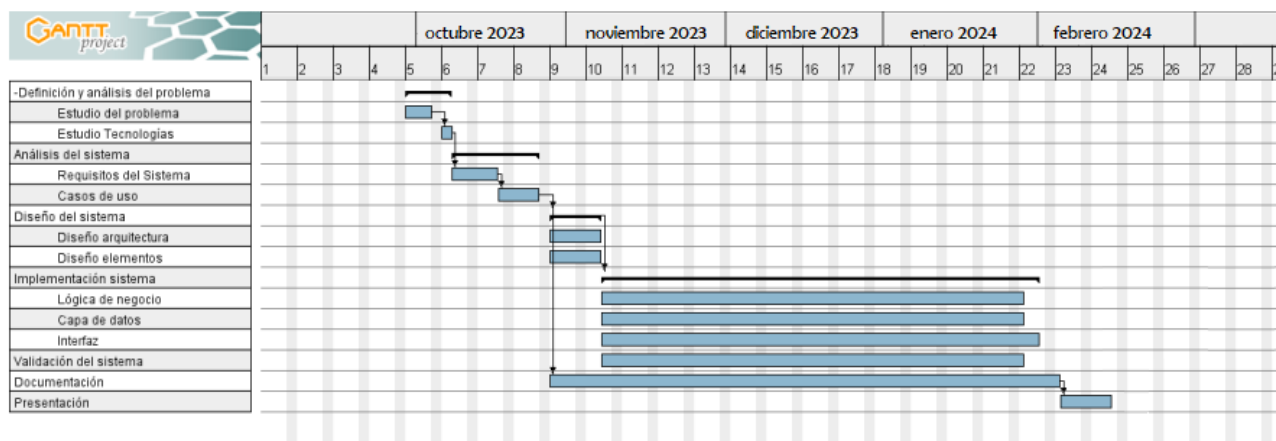 GANTT
project
octubre 2023 noviembre 2023 diciembre 2023 enero 2024 febrero 2024
1 2 3 4 5 6 7 8 9 10 11 12 13 14 15 16 17 18 19 20 21 22 23 24 25 26 27 28
-Definición y análisis del problema
Estudio del problema
Estudio Tecnologías
Análisis del sistema
Requisitos del Sistema
Casos de uso
Diseño del sistema
Diseño arquitectura
Diseño elementos
Implementación sistema
Lógica de negocio
Capa de datos
Interfaz
Validación del sistema
Documentación
Presentación